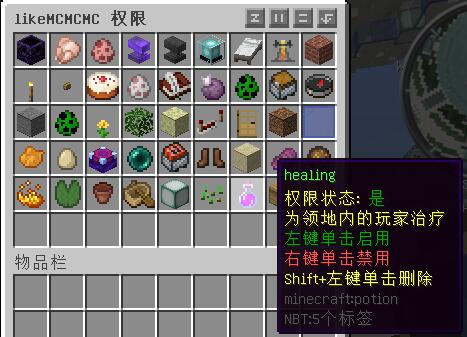 likeMCMCMC 权限
healing
权限状态: 是
为领地内的玩家治疗
左键单击启用
右键单击禁用
Shift+左键单击删除
minecraft:potion
NBT:5个标签
物品栏